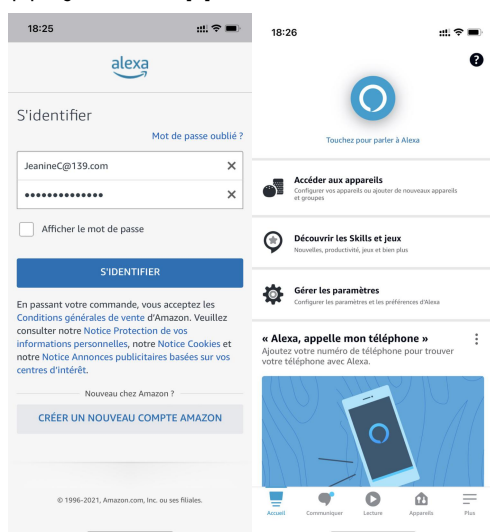 18:25
alexa
S'identifier
Mot de passe oublié ?
JeanineC@139.com
••••••••••••••
Afficher le mot de passe
S'IDENTIFIER
En passant votre commande, vous acceptez les
Conditions générales de vente d'Amazon. Veuillez
consulter notre Notice Protection de vos
informations personnelles, notre Notice Cookies et
notre Notice Annonces publicitaires basées sur vos
centres d'intérêt.
Nouveau chez Amazon ?
CRÉER UN NOUVEAU COMPTE AMAZON
© 1996-2021, Amazon.com, Inc. ou ses filiales.
18:26
?
Touchez pour parler à Alexa
Accéder aux appareils
Configurer vos appareils ou ajouter de nouveaux appareils
et groupes
Découvrir les Skills et jeux
Nouvelles, productivité, jeux et bien plus
Gérer les paramètres
Configurer les paramètres et les préférences d'Alexa
« Alexa, appelle mon téléphone »
Ajoutez votre numéro de téléphone pour trouver
votre téléphone avec Alexa.
Accueil
Communiquer
Lecture
Appareils
Plus